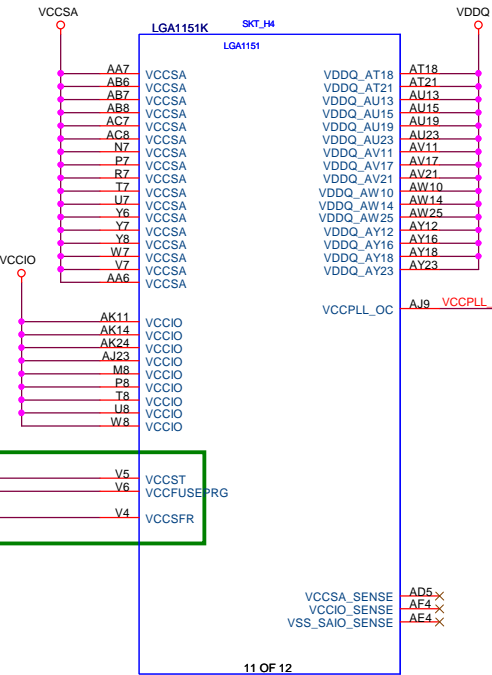 VCCSA
VDDQ
LGA1151K
SKT_H4
LGA1151
AA7 VCCSA VDDQ_AT18 AT18
AB6 VCCSA VDDQ_AT21 AT21
AB7 VCCSA VDDQ_AU13 AU13
AB8 VCCSA VDDQ_AU15 AU15
AC7 VCCSA VDDQ_AU19 AU19
AC8 VCCSA VDDQ_AU23 AU23
N7 VCCSA VDDQ_AV11 AV11
P7 VCCSA VDDQ_AV17 AV17
R7 VCCSA VDDQ_AV21 AV21
T7 VCCSA VDDQ_AW10 AW10
U7 VCCSA VDDQ_AW14 AW14
Y6 VCCSA VDDQ_AW25 AW25
Y7 VCCSA VDDQ_AY12 AY12
Y8 VCCSA VDDQ_AY16 AY16
W7 VCCSA VDDQ_AY18 AY18
V7 VCCSA VDDQ_AY23 AY23
AA6 VCCSA
VCCIO
VCCPLL_OC AJ9 VCCPLL_
AK11 VCCIO
AK14 VCCIO
AK24 VCCIO
AJ23 VCCIO
M8 VCCIO
P8 VCCIO
T8 VCCIO
U8 VCCIO
W8 VCCIO
V5 VCCST
V6 VCCFUSEPRG
V4 VCCSFR
VCCSA_SENSE AD5
VCCIO_SENSE AF4
VSS_SAIO_SENSE AE4
11 OF 12